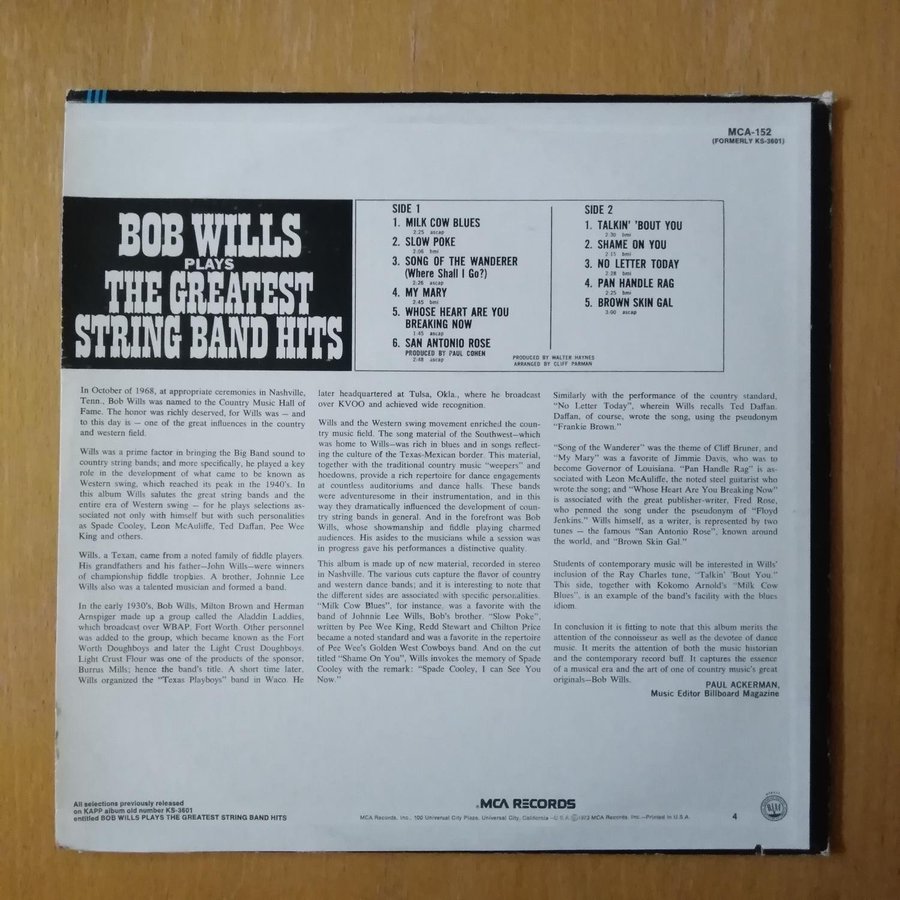 MCA-152
(FORMERLY KS-3601)
BOB WILLS
PLAYS
THE GREATEST
STRING BAND HITS
SIDE 1
1. MILK COW BLUES
2:25 ascap
2. SLOW POKE
3:06 bmi
3. SONG OF THE WANDERER
(Where Shall I Go?)
2:26 ascap
4. MY MARY
2:45 bmi
5. WHOSE HEART ARE YOU
BREAKING NOW
1:45 ascap
6. SAN ANTONIO ROSE
PRODUCED BY PAUL COHEN
2:48 ascap
SIDE 2
1. TALKIN' 'BOUT YOU
2:30 bmi
2. SHAME ON YOU
2:15 bmi
3. NO LETTER TODAY
2:28 bmi
4. PAN HANDLE RAG
2:25 bmi
5. BROWN SKIN GAL
3:00 ascap
PRODUCED BY WALTER HAYNES
ARRANGED BY CLIFF PARMAN
In October of 1968, at appropriate ceremonies in Nashville,
Tenn., Bob Wills was named to the Country Music Hall of
Fame. The honor was richly deserved, for Wills was — and
to this day is — one of the great influences in the country
and western field.
Wills was a prime factor in bringing the Big Band sound to
country string bands; and more specifically, he played a key
role in the development of what came to be known as
Western swing, which reached its peak in the 1940's. In
this album Wills salutes the great string bands and the
entire era of Western swing — for he plays selections as-
sociated not only with himself but with such personalities
as Spade Cooley, Leon McAuliffe, Ted Daffan, Pee Wee
King and others.
Wills, a Texan, came from a noted family of fiddle players.
His grandfathers and his father—John Wills—were winners
of championship fiddle trophies. A brother, Johnnie Lee
Wills also was a talented musician and formed a band.
In the early 1930's, Bob Wills, Milton Brown and Herman
Arnspiger made up a group called the Aladdin Laddies,
which broadcast over WBAP, Fort Worth. Other personnel
was added to the group, which became known as the Fort
Worth Doughboys and later the Light Crust Doughboys.
Light Crust Flour was one of the products of the sponsor,
Burrus Mills; hence the band's title. A short time later,
Wills organized the "Texas Playboys" band in Waco. He
later headquartered at Tulsa, Okla., where he broadcast
over KVOO and achieved wide recognition.
Wills and the Western swing movement enriched the coun-
try music field. The song material of the Southwest—which
was home to Wills—was rich in blues and in songs reflect-
ing the culture of the Texas-Mexican border. This material,
together with the traditional country music "weepers" and
hoedowns, provide a rich repertoire for dance engagements
at countless auditoriums and dance halls. These bands
were adventuresome in their instrumentation, and in this
way they dramatically influenced the development of coun-
try string bands in general. And in the forefront was Bob
Wills, whose showmanship and fiddle playing charmed
audiences. His asides to the musicians while a session was
in progress gave his performances a distinctive quality.
This album is made up of new material, recorded in stereo
in Nashville. The various cuts capture the flavor of country
and western dance bands; and it is interesting to note that
the different sides are associated with specific personalities.
"Milk Cow Blues", for instance, was a favorite with the
band of Johnnie Lee Wills, Bob's brother. "Slow Poke",
written by Pee Wee King, Redd Stewart and Chilton Price
became a noted standard and was a favorite in the repertoire
of Pee Wee's Golden West Cowboys band. And on the cut
titled "Shame On You", Wills invokes the memory of Spade
Cooley with the remark: "Spade Cooley, I can See You
Now."
Similarly with the performance of the country standard,
"No Letter Today", wherein Wills recalls Ted Daffan.
Daffan, of course, wrote the song, using the pseudonym
"Frankie Brown."
"Song of the Wanderer" was the theme of Cliff Bruner, and
"My Mary" was a favorite of Jimmie Davis, who was to
become Governor of Louisiana. "Pan Handle Rag" is as-
sociated with Leon McAuliffe, the noted steel guitarist who
wrote the song; and "Whose Heart Are You Breaking Now"
is associated with the great publisher-writer, Fred Rose,
who penned the song under the pseudonym of "Floyd
Jenkins." Wills himself, as a writer, is represented by two
tunes – the famous "San Antonio Rose", known around
the world, and "Brown Skin Gal."
Students of contemporary music will be interested in Wills'
inclusion of the Ray Charles tune, "Talkin' 'Bout You."
This side, together with Kokomo Arnold's "Milk Cow
Blues", is an example of the band's facility with the blues
idiom.
In conclusion it is fitting to note that this album merits the
attention of the connoisseur as well as the devotee of dance
music. It merits the attention of both the music historian
and the contemporary record buff. It captures the essence
of a musical era and the art of one of country music's great
originals—Bob Wills.
PAUL ACKERMAN,
Music Editor Billboard Magazine
All selections previously released
on KAPP album old number KS-3601
entitled BOB WILLS PLAYS THE GREATEST STRING BAND HITS
MCA RECORDS
MCA Records, Inc., 100 Universal City Plaza, Universal City, California—U.S.A. Ⓒ1973 MCA Records, Inc.—Printed in U.S.A.
4